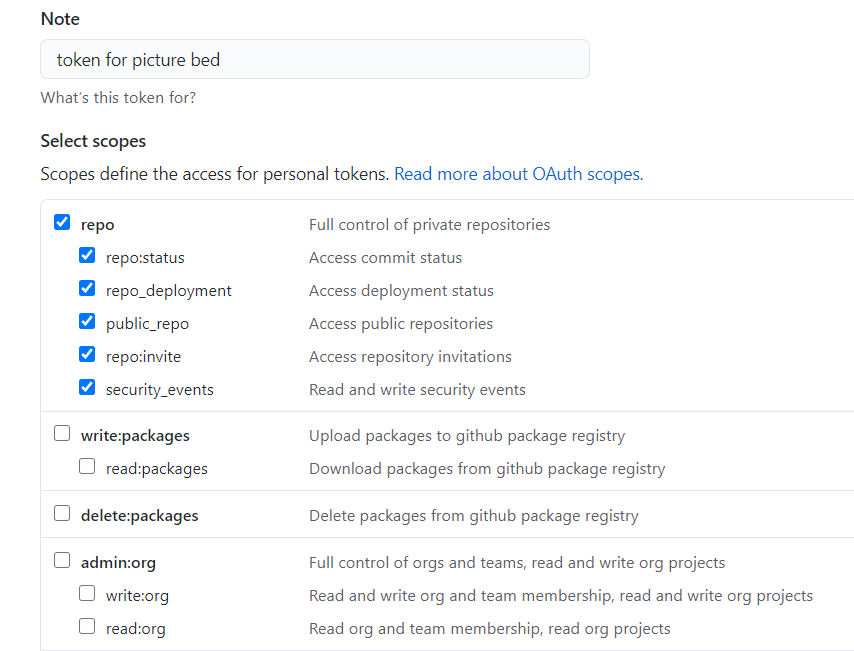 Note
token for picture bed
What's this token for?
Select scopes
Scopes define the access for personal tokens. Read more about OAuth scopes.
repo Full control of private repositories
repo:status Access commit status
repo_deployment Access deployment status
public_repo Access public repositories
repo:invite Access repository invitations
security_events Read and write security events
write:packages Upload packages to github package registry
read:packages Download packages from github package registry
delete:packages Delete packages from github package registry
admin:org Full control of orgs and teams, read and write org projects
write:org Read and write org and team membership, read and write org projects
read:org Read org and team membership, read org projects